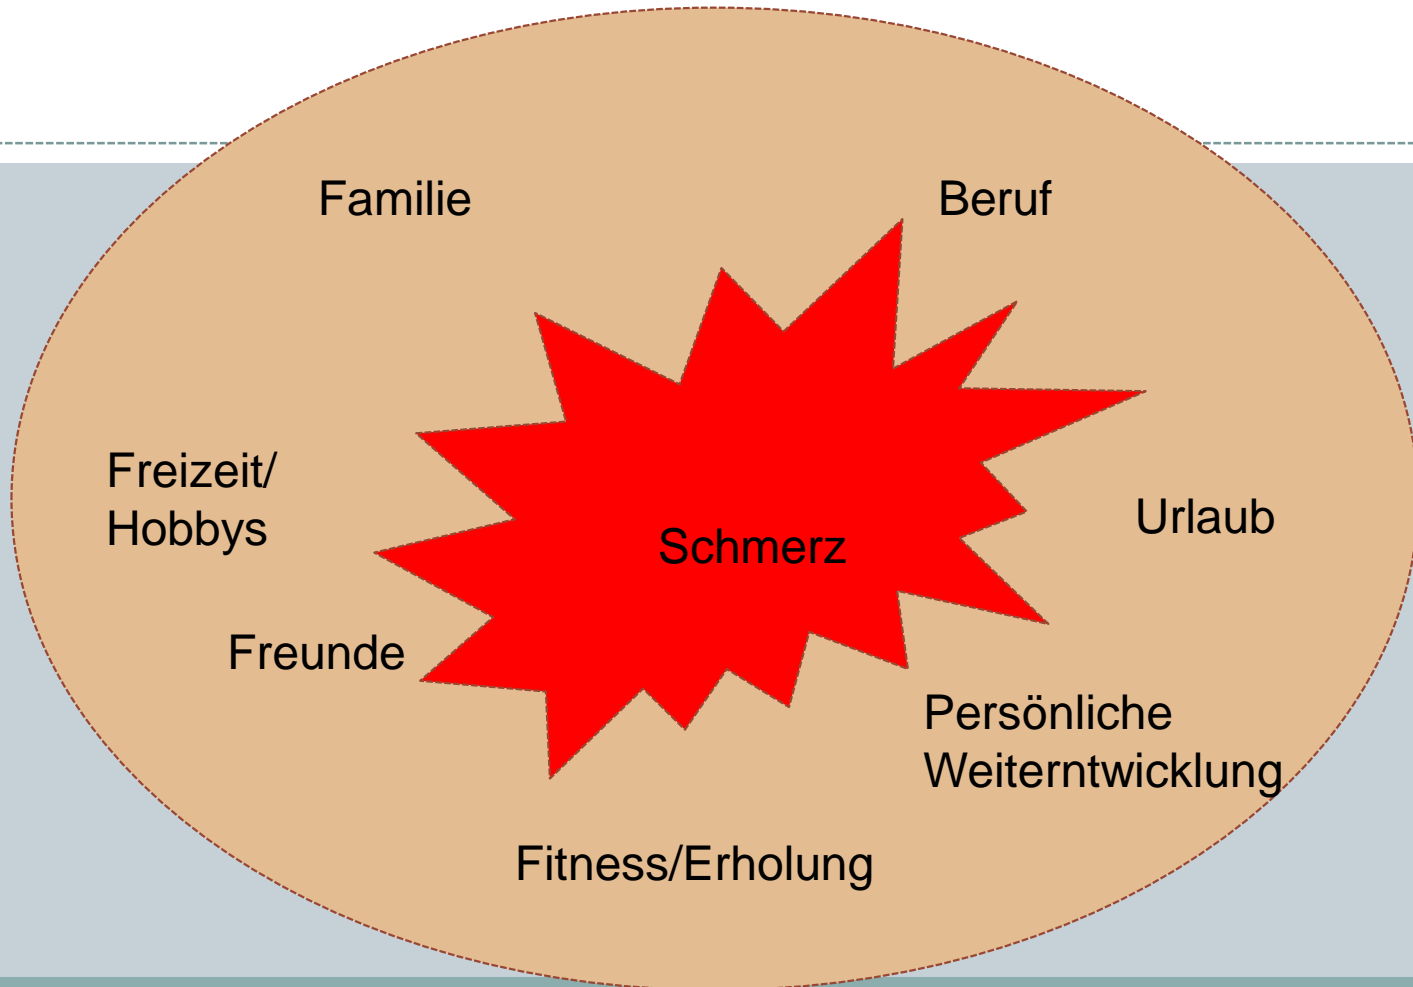 Familie
Beruf
Freizeit/
Hobbys
Urlaub
Schmerz
Freunde
Persönliche
Weiterntwicklung
Fitness/Erholung